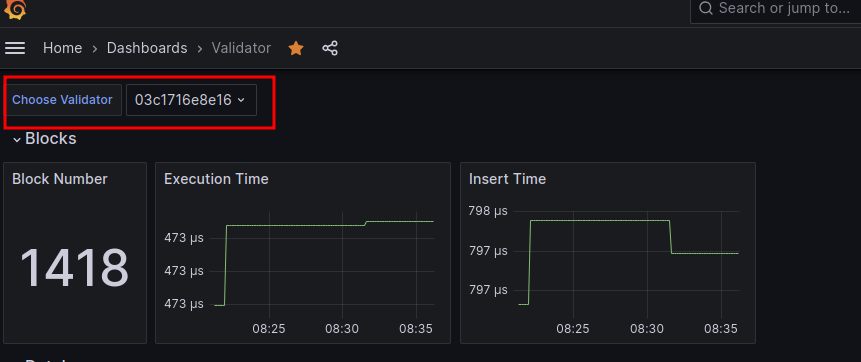 Search or jump to...
Home > Dashboards > Validator
Choose Validator 03c1716e8e16
Blocks
Block Number
1418
Execution Time
473 µs
473 µs
473 µs
08:25 08:30 08:35
Insert Time
798 µs
797 µs
797 µs
08:25 08:30 08:35